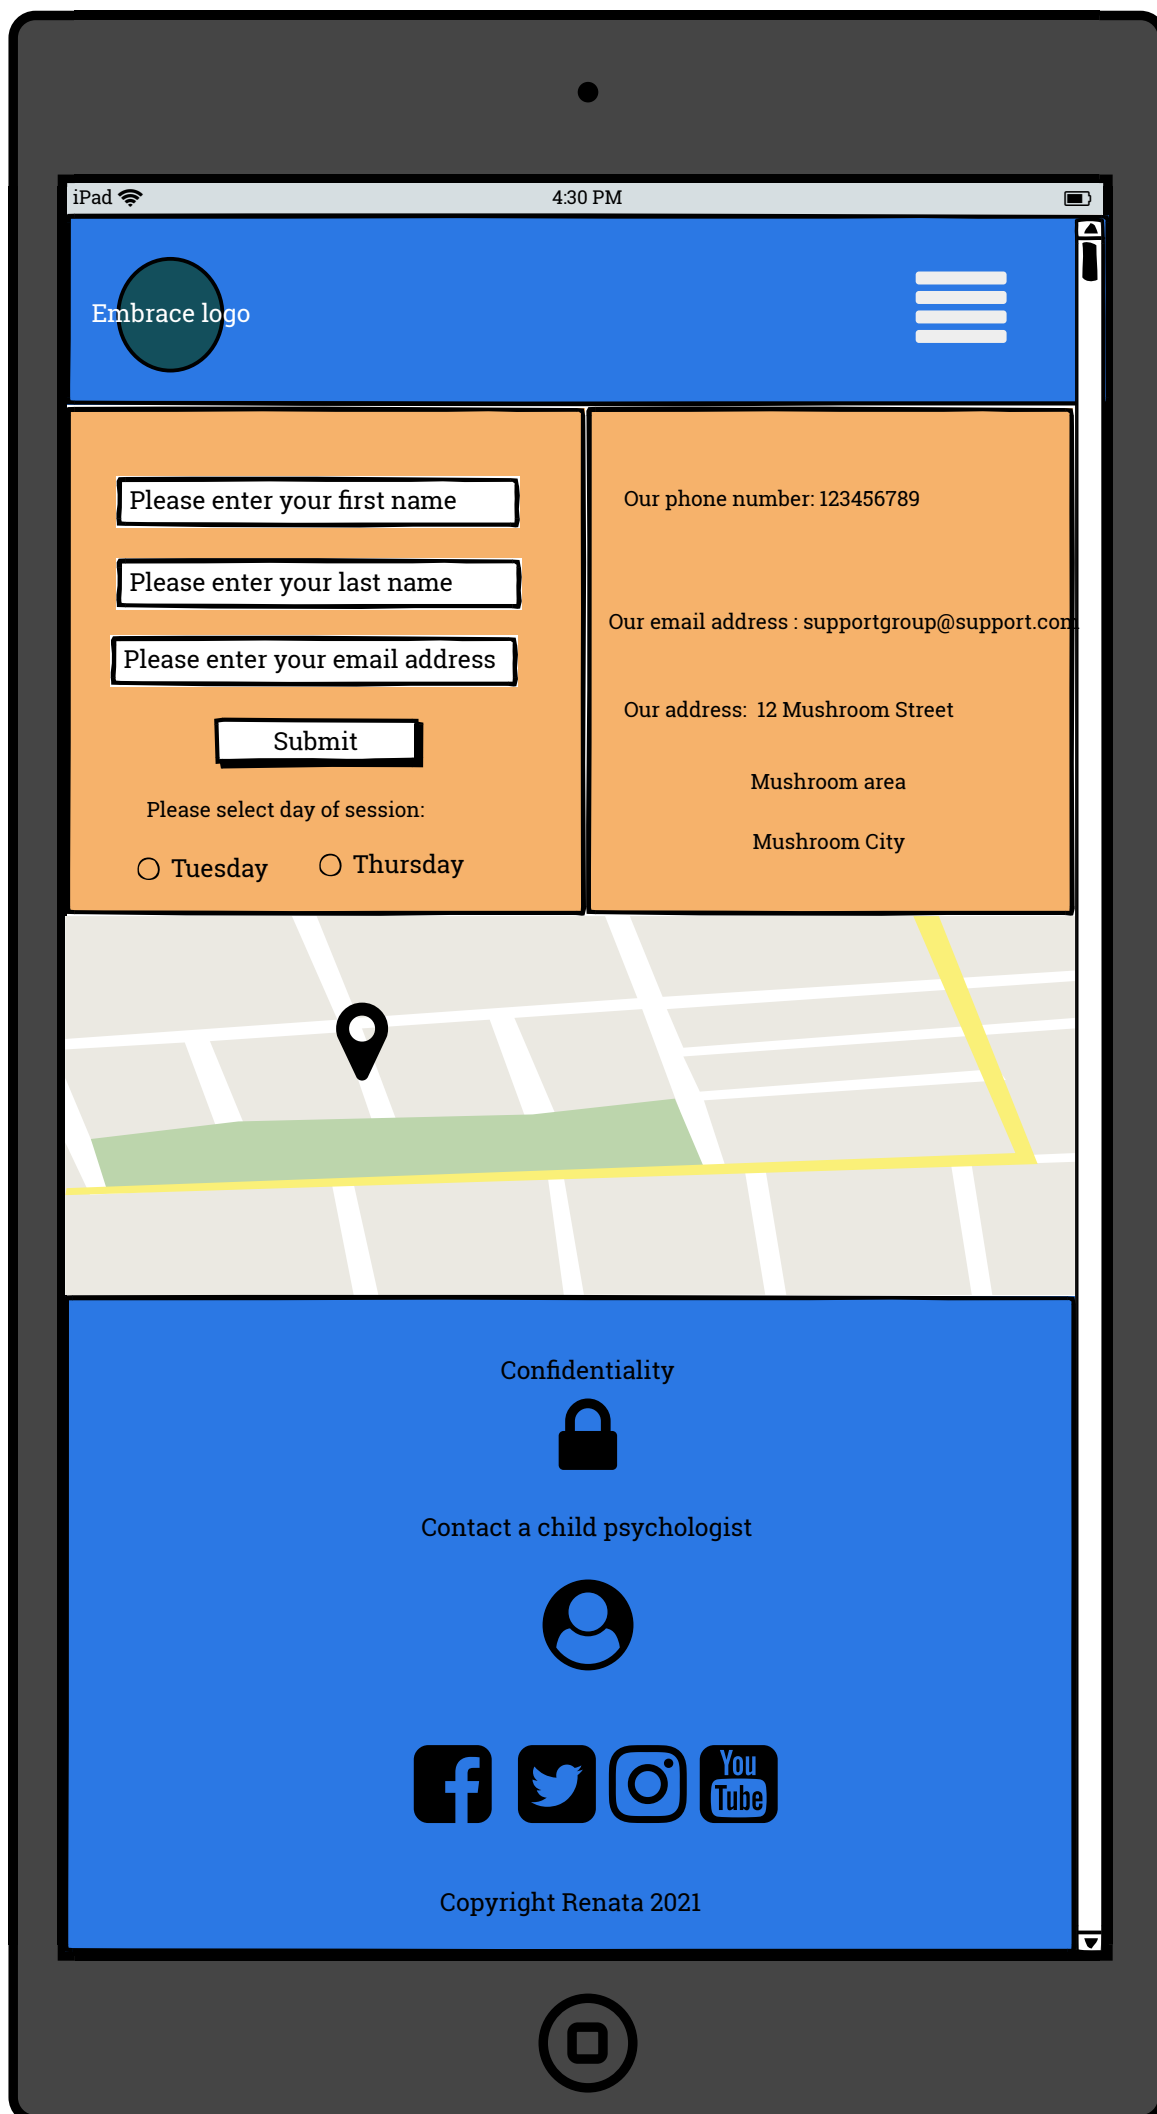 iPad
4:30 PM
Embrace logo
Please enter your first name
Please enter your last name
Please enter your email address
Submit
Please select day of session:
Tuesday
Thursday
Our phone number: 123456789
Our email address : supportgroup@support.com
Our address:  12 Mushroom Street
Mushroom area
Mushroom City
Confidentiality
Contact a child psychologist
You
Tube
Copyright Renata 2021